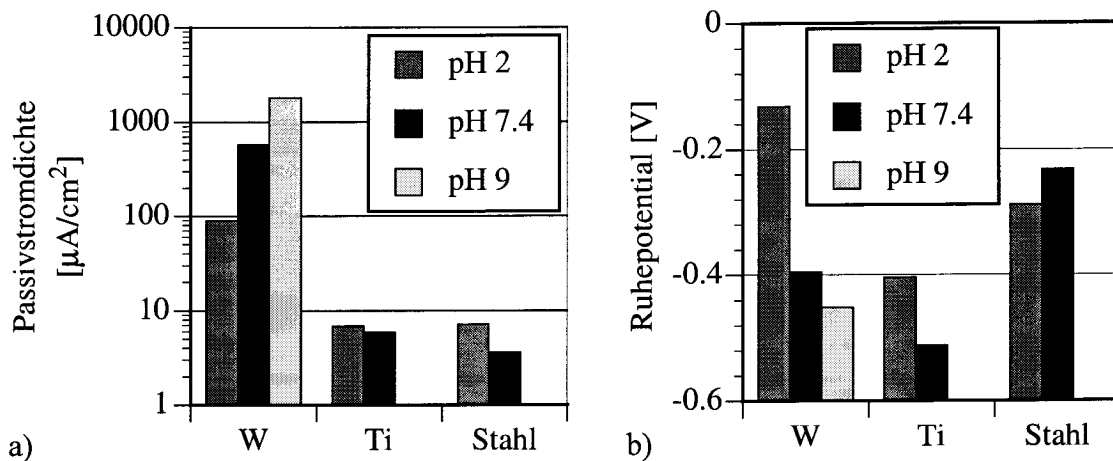 Passivstromdichte
[µA/cm²]
10000
1000
100
10
1
pH 2
pH 7.4
pH 9
W
Ti
Stahl
a)
Ruhepotential [V]
0
-0.2
-0.4
-0.6
pH 2
pH 7.4
pH 9
W
Ti
Stahl
b)